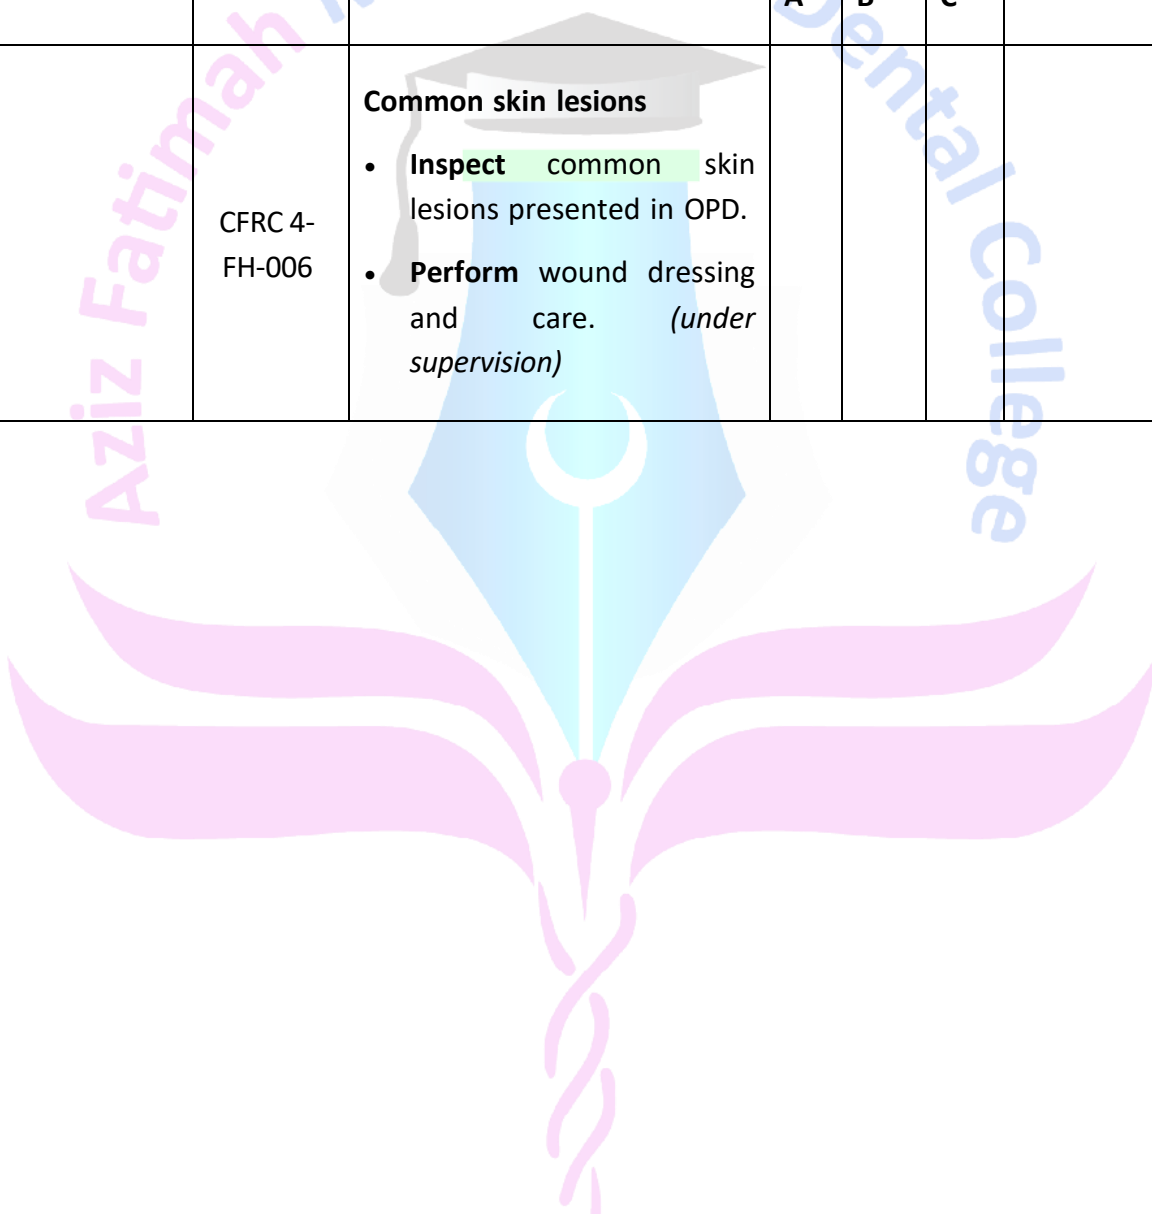 A B C
Common skin lesions
• Inspect common skin
lesions presented in OPD.
CFRC 4-
FH-006
• Perform wound dressing
and care. (under
supervision)
Aziz Fatimah
Dental College